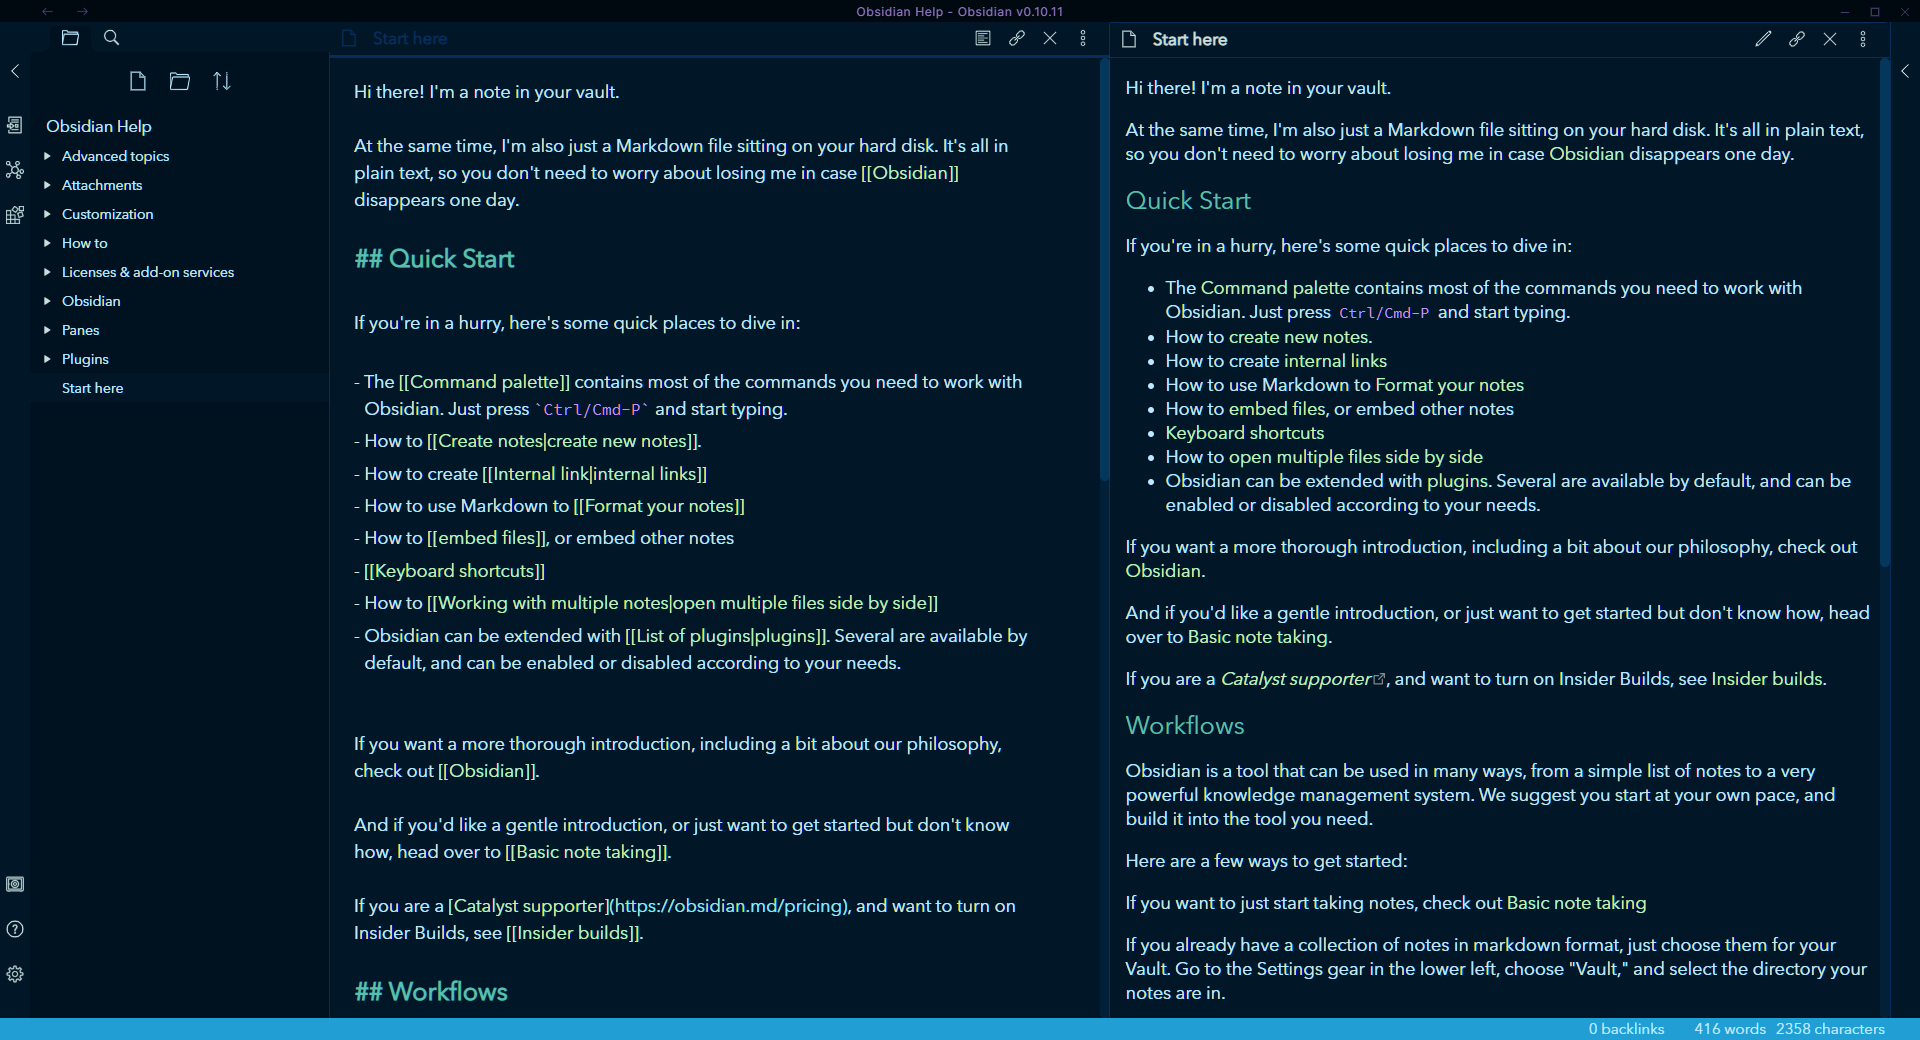 Obsidian Help - Obsidian v0.10.11
Obsidian Help
Advanced topics
Attachments
Customization
How to
Licenses & add-on services
Obsidian
Panes
Plugins
Start here
Start here
Hi there! I'm a note in your vault.
At the same time, I'm also just a Markdown file sitting on your hard disk. It's all in
plain text, so you don't need to worry about losing me in case [[Obsidian]]
disappears one day.
## Quick Start
If you're in a hurry, here's some quick places to dive in:
- The [[Command palette]] contains most of the commands you need to work with
Obsidian. Just press `Ctrl/Cmd-P` and start typing.
- How to [[Create notes|create new notes]].
- How to create [[Internal link|internal links]]
- How to use Markdown to [[Format your notes]]
- How to [[embed files]], or embed other notes
- [[Keyboard shortcuts]]
- How to [[Working with multiple notes|open multiple files side by side]]
- Obsidian can be extended with [[List of plugins|plugins]]. Several are available by
default, and can be enabled or disabled according to your needs.
If you want a more thorough introduction, including a bit about our philosophy,
check out [[Obsidian]].
And if you'd like a gentle introduction, or just want to get started but don't know
how, head over to [[Basic note taking]].
If you are a [Catalyst supporter](https://obsidian.md/pricing), and want to turn on
Insider Builds, see [[Insider builds]].
## Workflows
Start here
Hi there! I'm a note in your vault.
At the same time, I'm also just a Markdown file sitting on your hard disk. It's all in plain text,
so you don't need to worry about losing me in case Obsidian disappears one day.
Quick Start
If you're in a hurry, here's some quick places to dive in:
• The Command palette contains most of the commands you need to work with
Obsidian. Just press Ctrl/Cmd-P and start typing.
• How to create new notes.
• How to create internal links
• How to use Markdown to Format your notes
• How to embed files, or embed other notes
• Keyboard shortcuts
• How to open multiple files side by side
• Obsidian can be extended with plugins. Several are available by default, and can be
enabled or disabled according to your needs.
If you want a more thorough introduction, including a bit about our philosophy, check out
Obsidian.
And if you'd like a gentle introduction, or just want to get started but don't know how, head
over to Basic note taking.
If you are a Catalyst supporter, and want to turn on Insider Builds, see Insider builds.
Workflows
Obsidian is a tool that can be used in many ways, from a simple list of notes to a very
powerful knowledge management system. We suggest you start at your own pace, and
build it into the tool you need.
Here are a few ways to get started:
If you want to just start taking notes, check out Basic note taking
If you already have a collection of notes in markdown format, just choose them for your
Vault. Go to the Settings gear in the lower left, choose "Vault," and select the directory your
notes are in.
0 backlinks 416 words 2358 characters